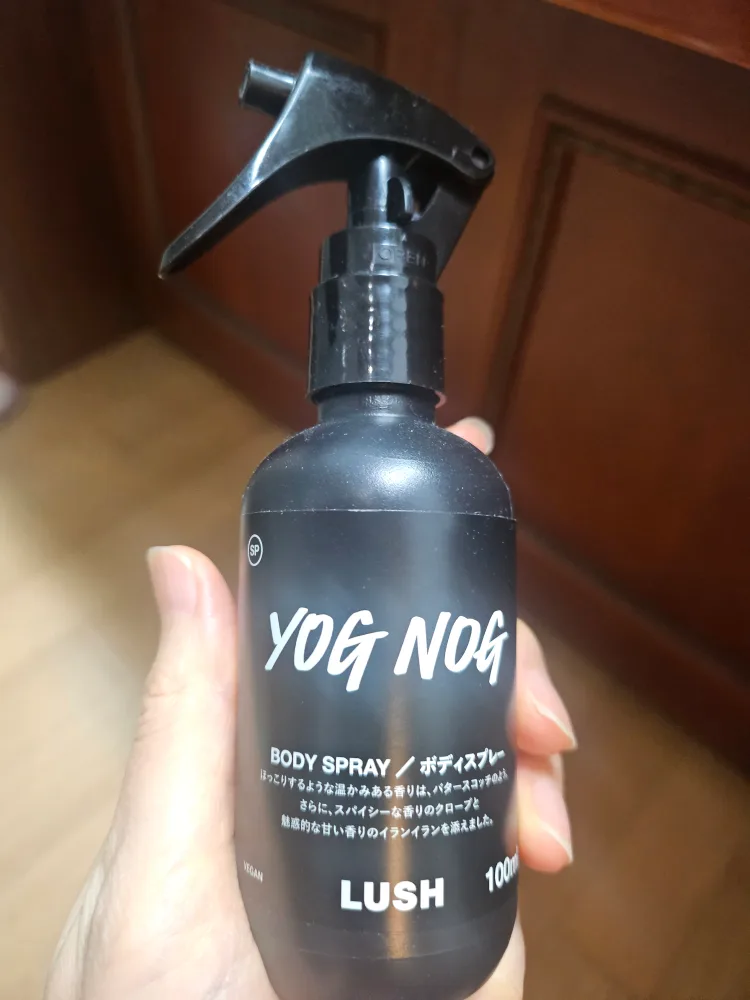 OPEN
SP
YOG NOG
BODY SPRAY / ボディスプレー
ほっこりするような温かみある香りは、バタースコッチのよう。
さらに、スパイシーな香りのクローブと
魅惑的な甘い香りのイランイランを添えました。
VEGAN
LUSH
100ml